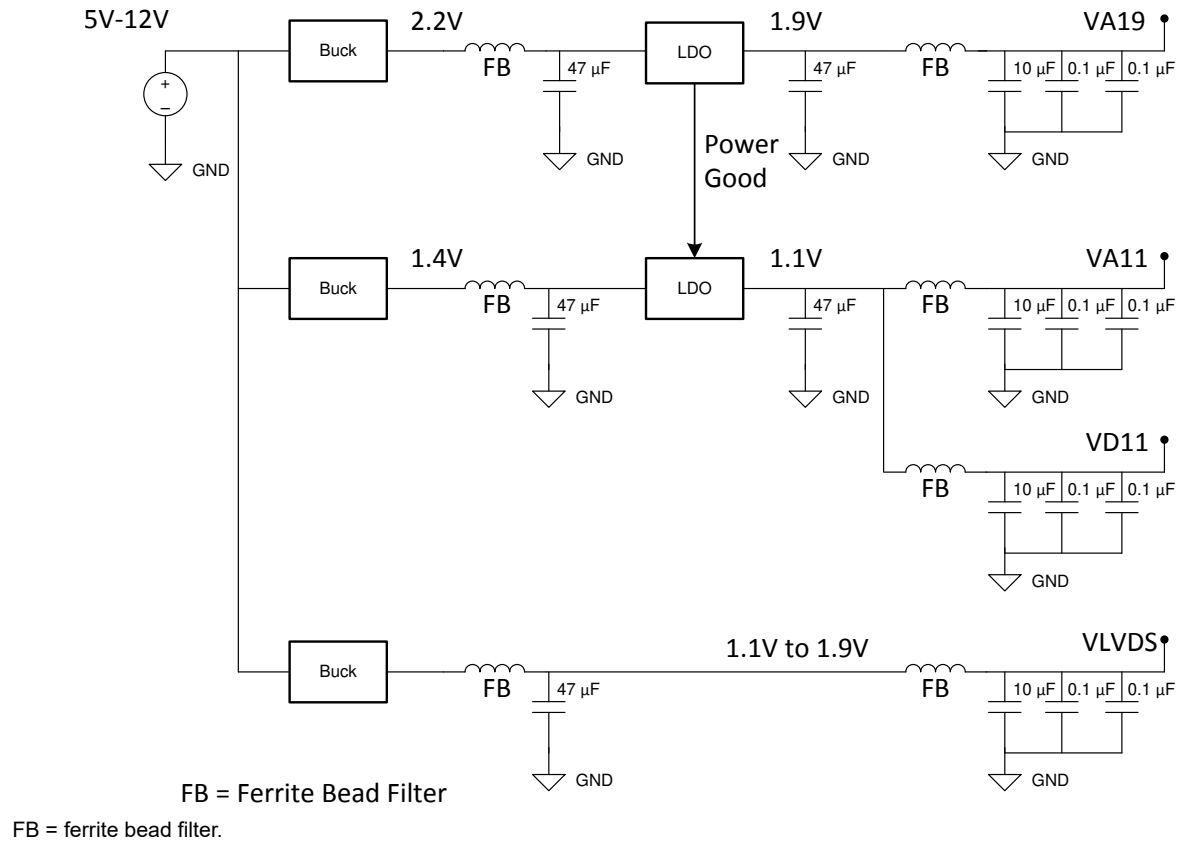 5V-12V
2.2V
1.9V
VA19
Buck
LDO
FB
47 µF
47 µF
FB
10 µF
0.1 µF
0.1 µF
+
–
GND
GND
Power
Good
GND
GND
1.4V
1.1V
VA11
Buck
LDO
FB
47 µF
47 µF
FB
10 µF
0.1 µF
0.1 µF
GND
GND
GND
VD11
FB
10 µF
0.1 µF
0.1 µF
GND
1.1V to 1.9V
VLVDS
Buck
FB
47 µF
FB
10 µF
0.1 µF
0.1 µF
GND
GND
FB = Ferrite Bead Filter
FB = ferrite bead filter.